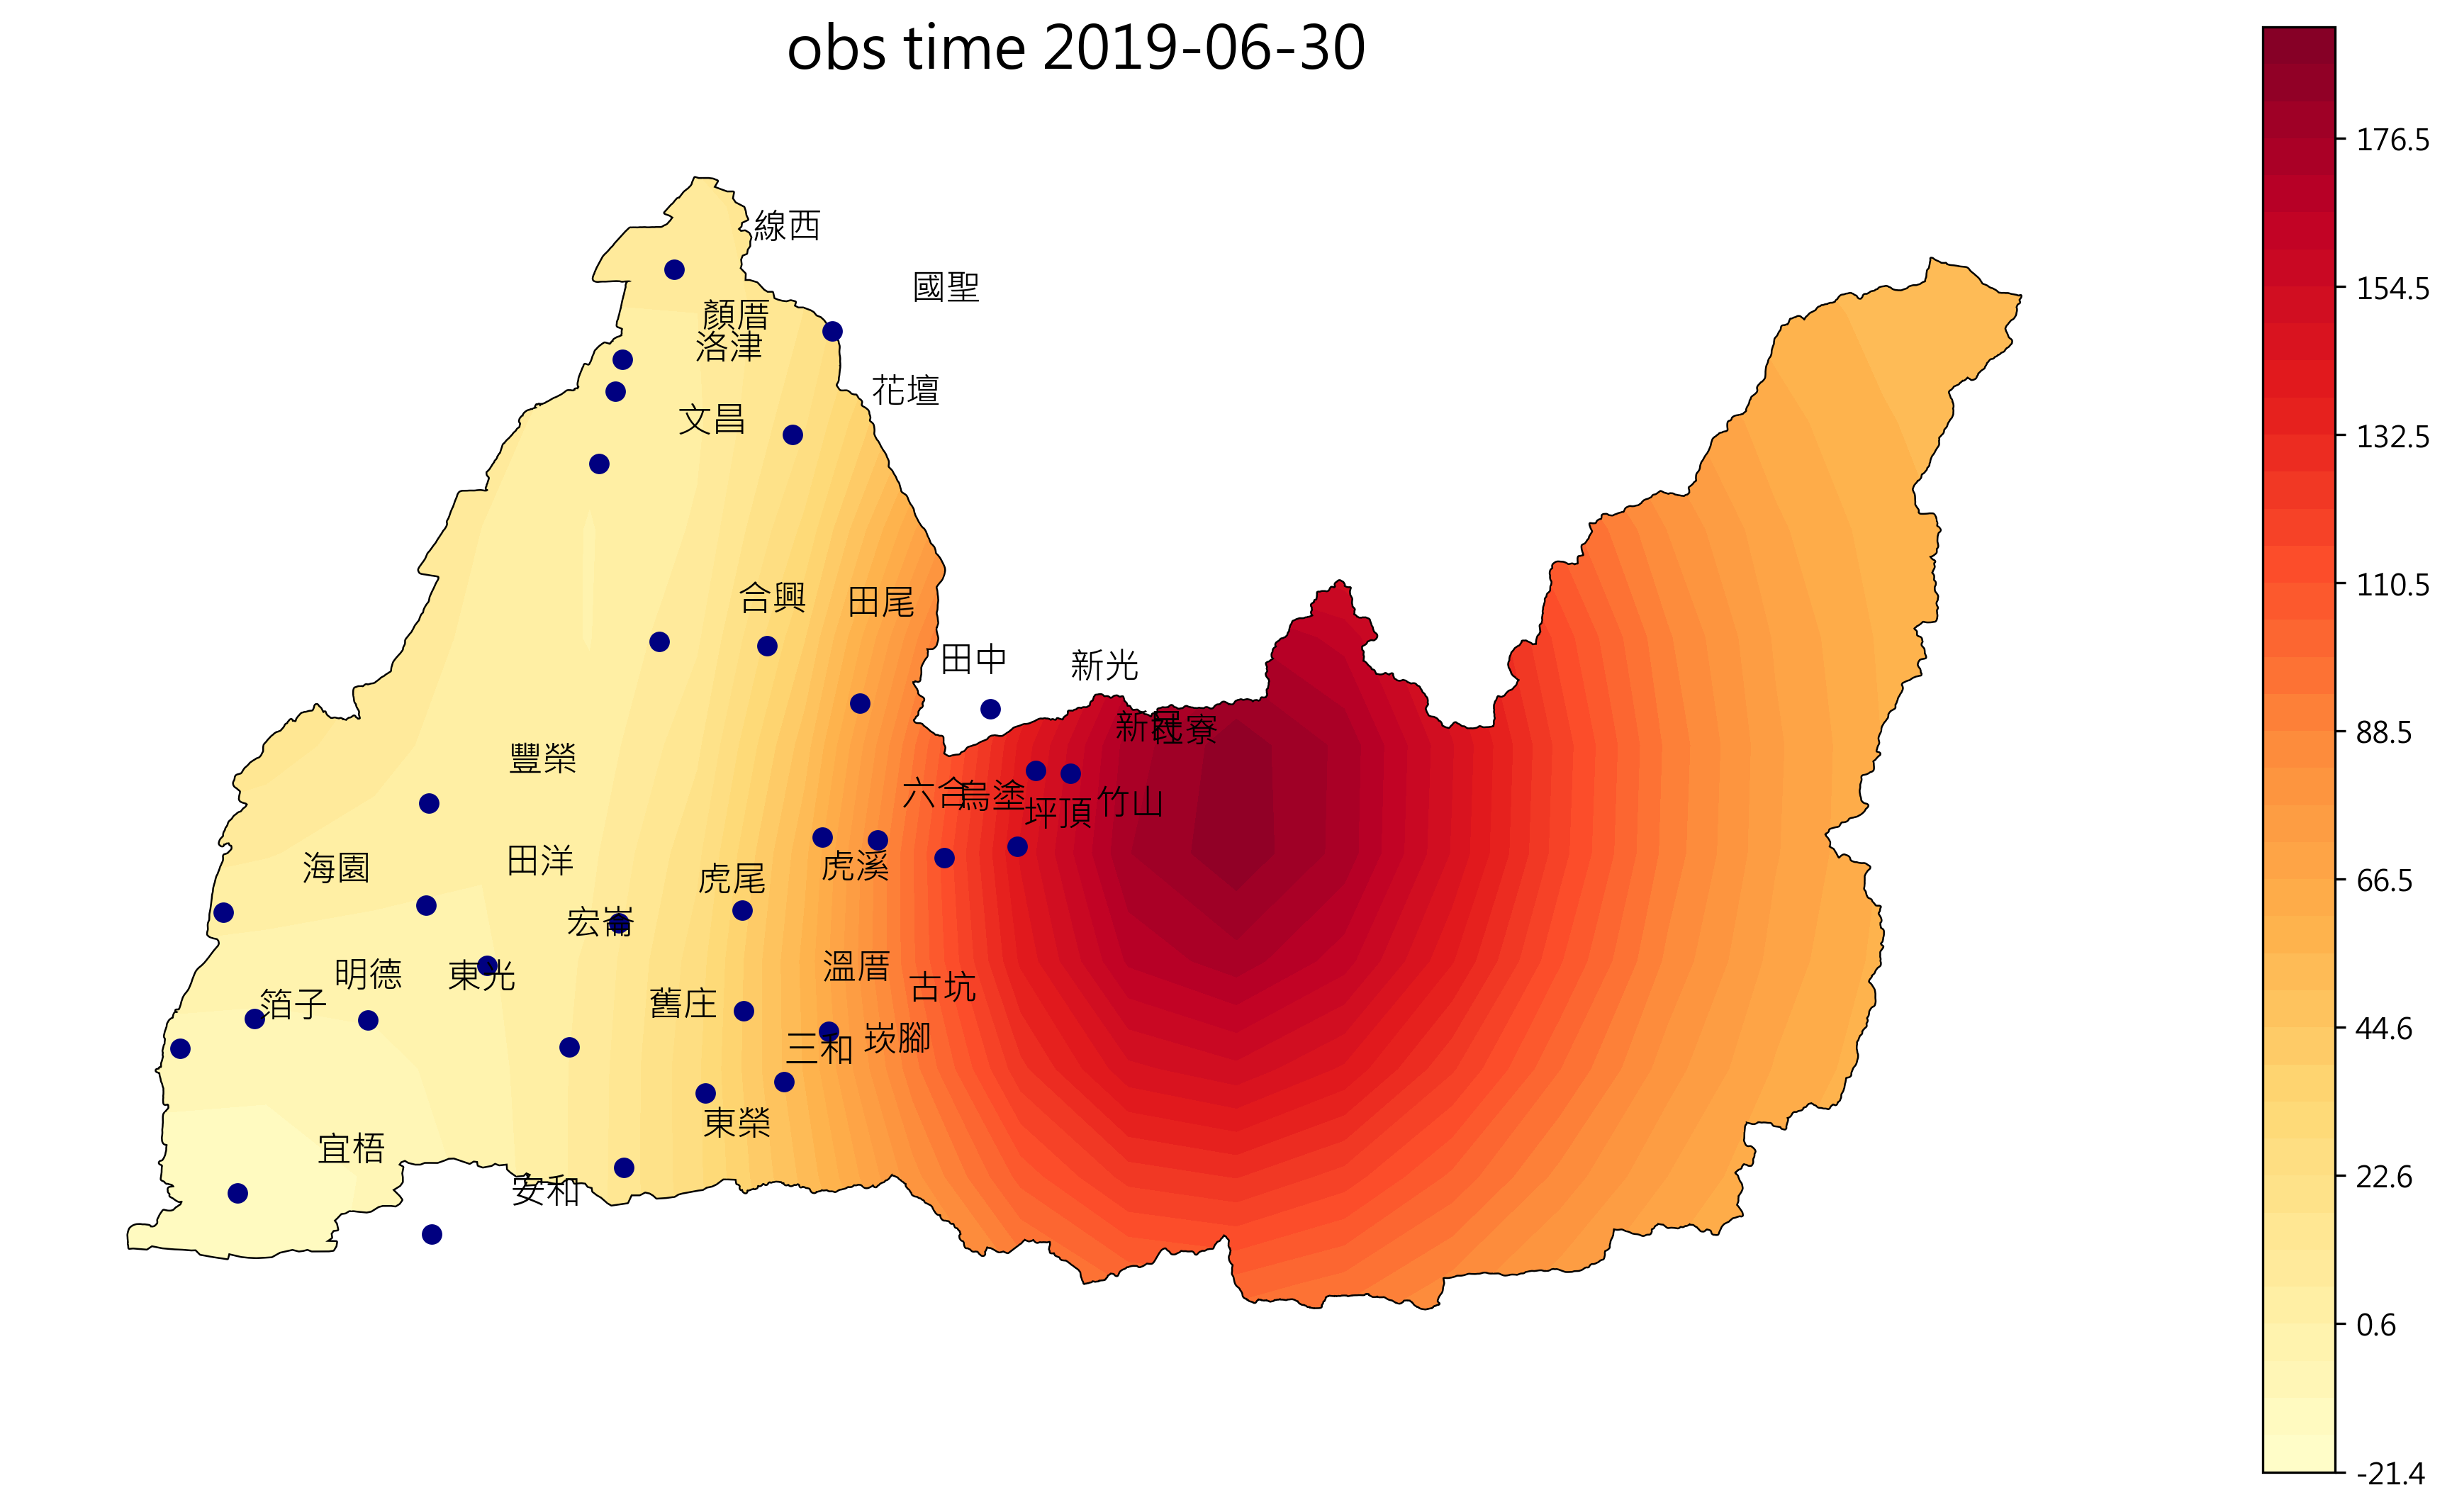 obs time 2019-06-30
線西
國聖
顏厝
洛津
花壇
文昌
合興
田尾
田中
新光
新民
社寮
豐榮
六合
烏塗
坪頂
竹山
海園
田洋
虎尾
虎溪
宏崙
明德
東光
溫厝
古坑
箔子
舊庄
三和
崁腳
東榮
宜梧
安和
176.5
154.5
132.5
110.5
88.5
66.5
44.6
22.6
0.6
-21.4